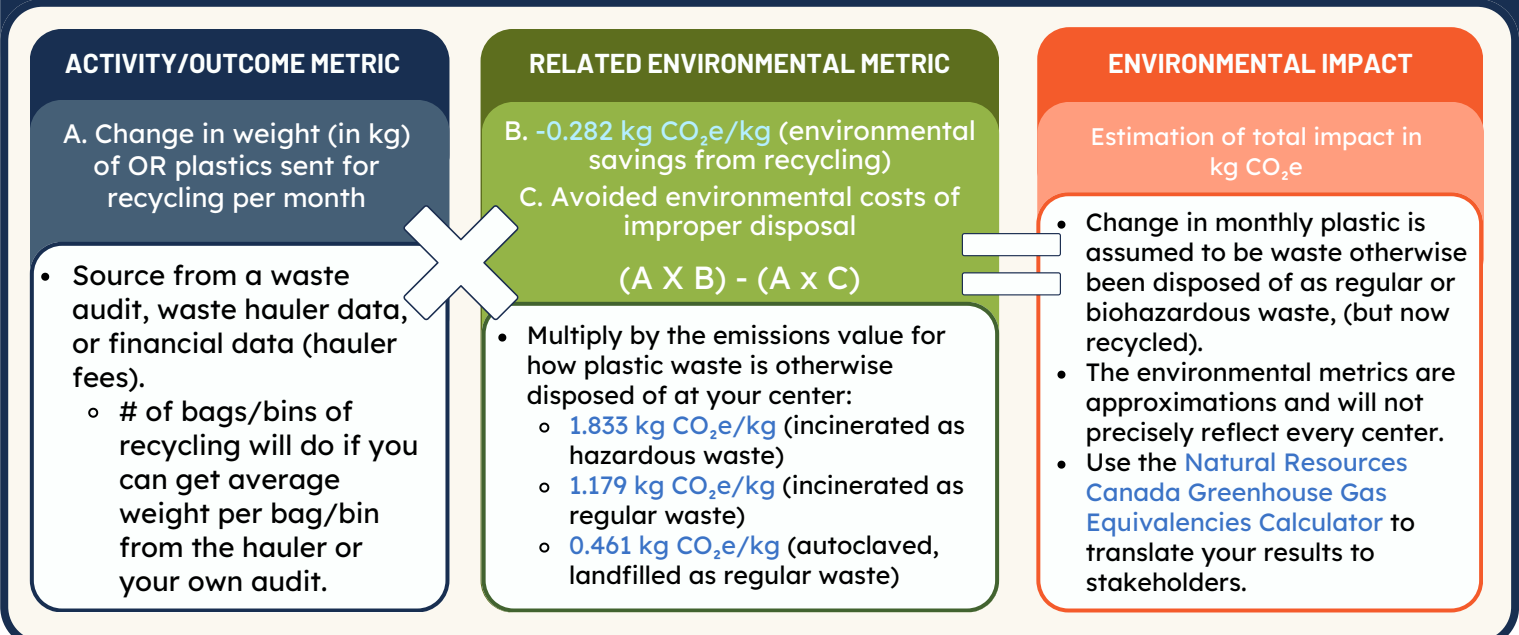 ACTIVITY/OUTCOME METRIC
A. Change in weight (in kg)
of OR plastics sent for
recycling per month
• Source from a waste
audit, waste hauler data,
or financial data (hauler
fees).
◦ # of bags/bins of
recycling will do if you
can get average
weight per bag/bin
from the hauler or
your own audit.
RELATED ENVIRONMENTAL METRIC
B. -0.282 kg CO₂e/kg (environmental
savings from recycling)
C. Avoided environmental costs of
improper disposal
(A X B) - (A x C)
• Multiply by the emissions value for
how plastic waste is otherwise
disposed of at your center:
◦ 1.833 kg CO₂e/kg (incinerated as
hazardous waste)
◦ 1.179 kg CO₂e/kg (incinerated as
regular waste)
◦ 0.461 kg CO₂e/kg (autoclaved,
landfilled as regular waste)
ENVIRONMENTAL IMPACT
Estimation of total impact in
kg CO₂e
• Change in monthly plastic is
assumed to be waste otherwise
been disposed of as regular or
biohazardous waste, (but now
recycled).
• The environmental metrics are
approximations and will not
precisely reflect every center.
• Use the Natural Resources
Canada Greenhouse Gas
Equivalencies Calculator to
translate your results to
stakeholders.